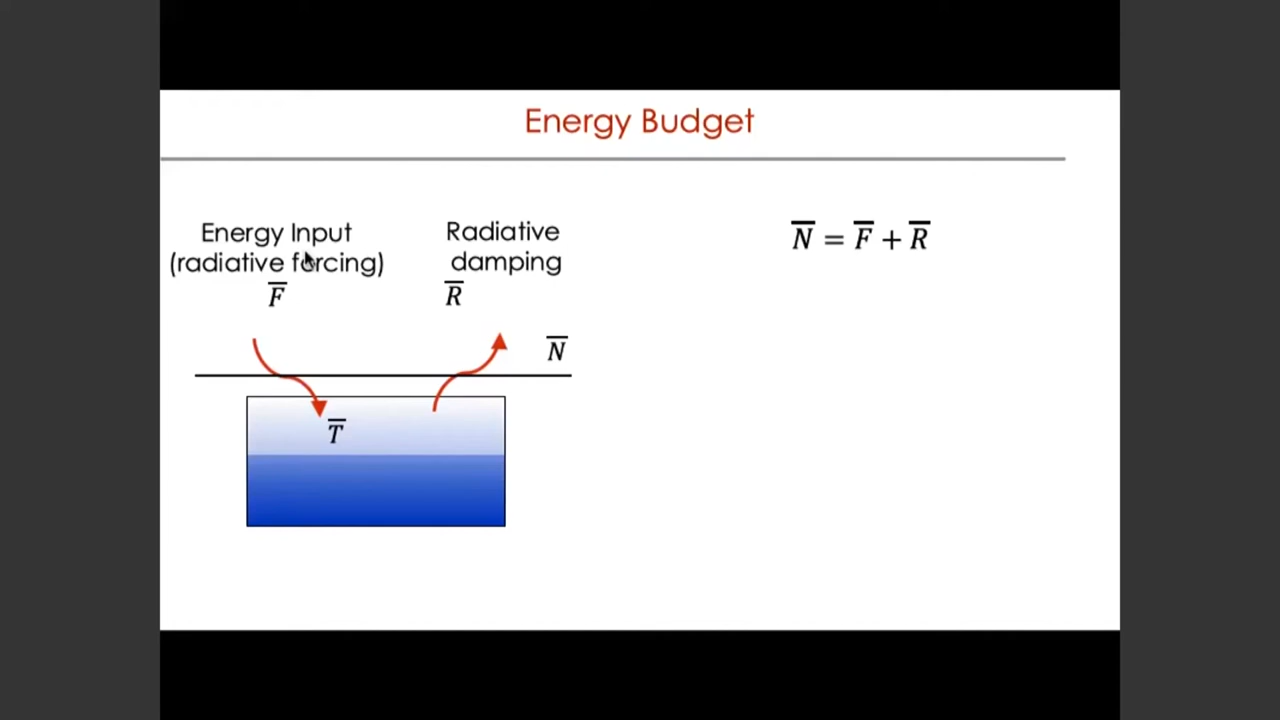 Energy Budget
Energy Input
(radiative forcing)
F̅
Radiative
damping
R̅
N̅ = F̅ + R̅
N̅
T̅